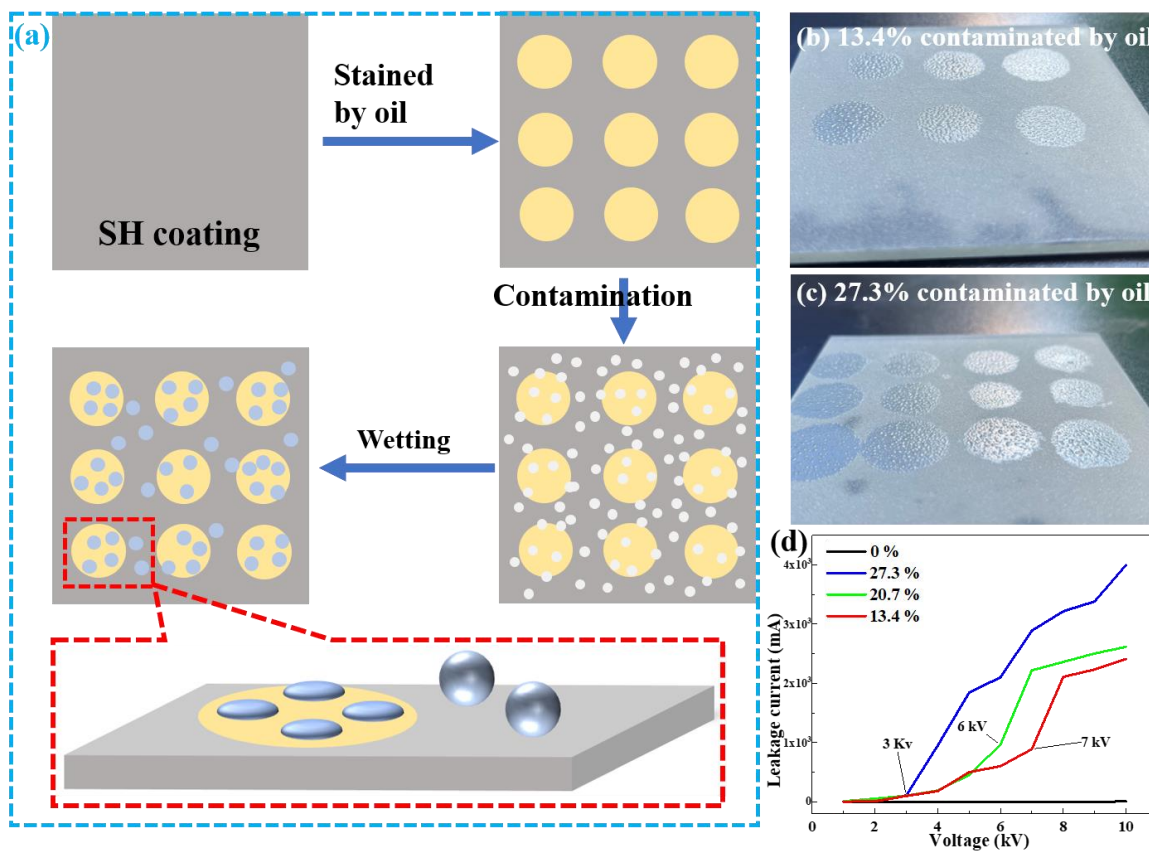 (a)
SH coating
Stained
by oil
Contamination
Wetting
(b) 13.4% contaminated by oil
(c) 27.3% contaminated by oil
(d)
0 %
27.3 %
20.7 %
13.4 %
4x10³
3x10³
2x10³
1x10³
0
Leakage current (mA)
3 Kv
6 kV
7 kV
0 2 4 6 8 10
Voltage (kV)